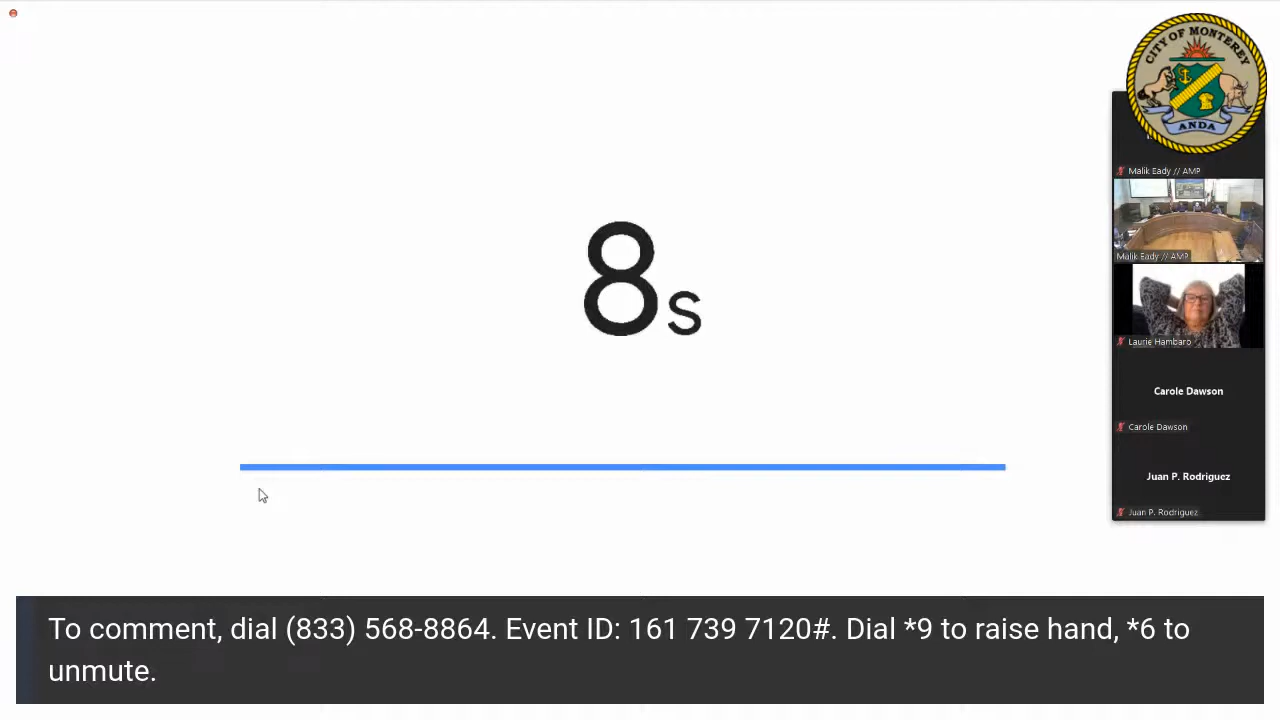 CITY OF MONTEREY
ANDA
Malik Eady // AMP
8s
Malik Eady // AMP
Laurie Hambaro
Carole Dawson
Carole Dawson
Juan P. Rodriguez
Juan P. Rodriguez
To comment, dial (833) 568-8864. Event ID: 161 739 7120#. Dial *9 to raise hand, *6 to
unmute.